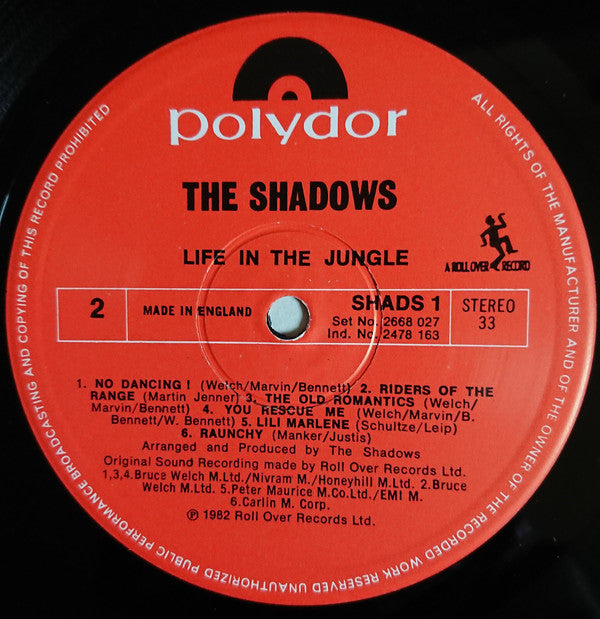 polydor
THE SHADOWS
LIFE IN THE JUNGLE
A ROLL OVER RECORD
2
MADE IN ENGLAND
SHADS 1
Set No. 2668 027
Ind. No. 2478 163
STEREO
33
1. NO DANCING! (Welch/Marvin/Bennett) 2. RIDERS OF THE
RANGE (Martin Jenner) 3. THE OLD ROMANTICS (Welch/
Marvin/Bennett) 4. YOU RESCUE ME (Welch/Marvin/B.
Bennett/W. Bennett) 5. LILI MARLENE (Schultze/Leip)
6. RAUNCHY (Manker/Justis)
Arranged and Produced by The Shadows
Original Sound Recording made by Roll Over Records Ltd.
1,3,4.Bruce Welch M.Ltd./Nivram M./Honeyhill M.Ltd. 2.Bruce
Welch M.Ltd. 5.Peter Maurice M.Co.Ltd./EMI M.
6.Carlin M. Corp.
℗ 1982 Roll Over Records Ltd.
ALL RIGHTS OF THE MANUFACTURER AND OF THE OWNER OF THE RECORDED WORK RESERVED UNAUTHORIZED PUBLIC PERFORMANCE BROADCASTING AND COPYING OF THIS RECORD PROHIBITED